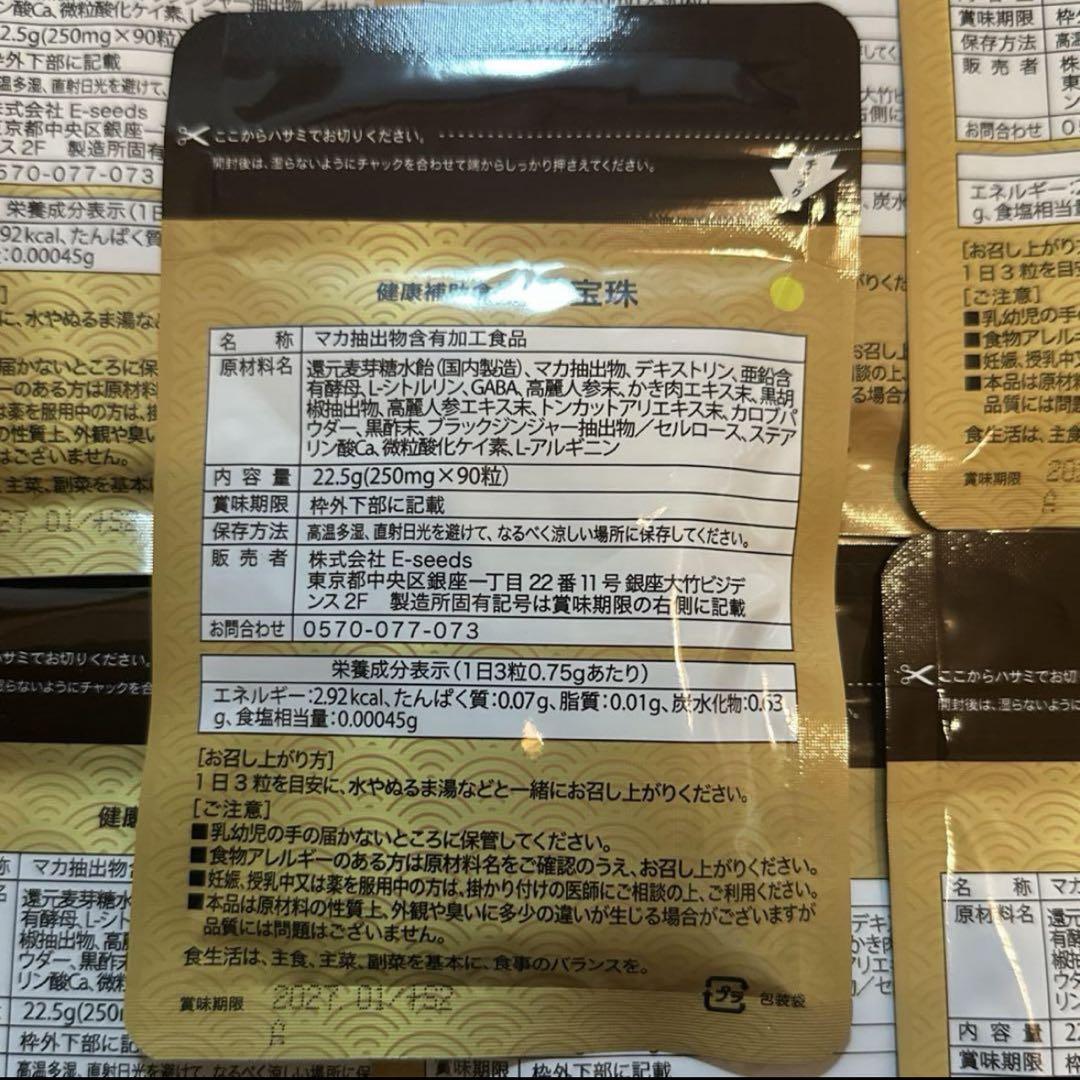 ここからハサミでお切りください。
開封後は、湿らないようにチャックを合わせて端からしっかり押さえてください。
チャック
健康補助食
宝珠
名 称 マカ抽出物含有加工食品
原材料名 還元麦芽糖水飴(国内製造)、マカ抽出物、デキストリン、亜鉛含
有酵母、L-シトルリン、GABA、高麗人参末、かき肉エキス末、黒胡
椒抽出物、高麗人参エキス末、トンカットアリエキス末、カロブパ
ウダー、黒酢末、ブラックジンジャー抽出物/セルロース、ステア
リン酸Ca、微粒酸化ケイ素、L-アルギニン
内容量 22.5g(250mg×90粒)
賞味期限 枠外下部に記載
保存方法 高温多湿、直射日光を避けて、なるべく涼しい場所に保存してください。
販売者 株式会社 E-seeds
東京都中央区銀座一丁目22番11号 銀座大竹ビジデ
ンス2F 製造所固有記号は賞味期限の右側に記載
お問合わせ 0570-077-073
栄養成分表示(1日3粒0.75gあたり)
エネルギー:2.92kcal、たんぱく質:0.07g、脂質:0.01g、炭水化物:0.63
g、食塩相当量:0.00045g
[お召し上がり方]
1日3粒を目安に、水やぬるま湯などと一緒にお召し上がりください。
[ご注意]
■乳幼児の手の届かないところに保管してください。
■食物アレルギーのある方は原材料名をご確認のうえ、お召し上がりください。
■妊娠、授乳中又は薬を服用中の方は、掛かり付けの医師にご相談の上、ご利用ください。
■本品は原材料の性質上、外観や臭いに多少の違いが生じる場合がございますが
品質には問題はございません。
食生活は、主食、主菜、副菜を基本に、食事のバランスを。
賞味期限 2027.01/+S2
A
プラ 包装袋